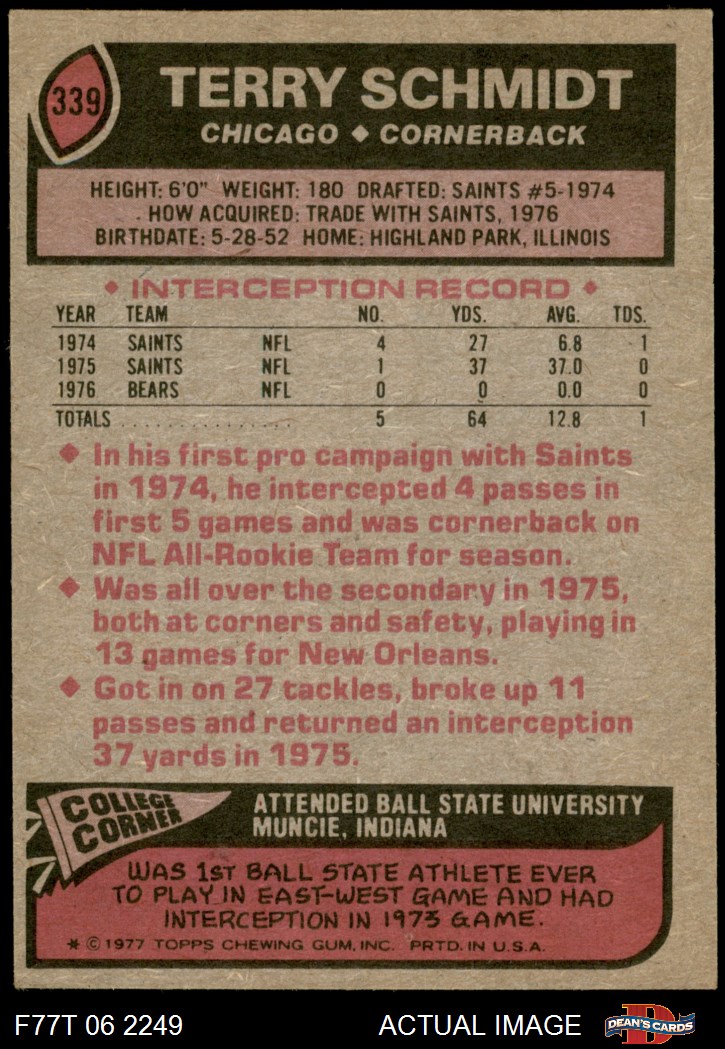 339
TERRY SCHMIDT
CHICAGO ◆ CORNERBACK
HEIGHT: 6'0" WEIGHT: 180 DRAFTED: SAINTS #5-1974
HOW ACQUIRED: TRADE WITH SAINTS, 1976
BIRTHDATE: 5-28-52 HOME: HIGHLAND PARK, ILLINOIS
◆ INTERCEPTION RECORD ◆
YEAR TEAM NO. YDS. AVG. TDS.
1974 SAINTS NFL 4 27 6.8 1
1975 SAINTS NFL 1 37 37.0 0
1976 BEARS NFL 0 0 0.0 0
TOTALS . . . . . . . . . . . . . . . 5 64 12.8 1
◆ In his first pro campaign with Saints
in 1974, he intercepted 4 passes in
first 5 games and was cornerback on
NFL All-Rookie Team for season.
◆ Was all over the secondary in 1975,
both at corners and safety, playing in
13 games for New Orleans.
◆ Got in on 27 tackles, broke up 11
passes and returned an interception
37 yards in 1975.
COLLEGE
CORNER
ATTENDED BALL STATE UNIVERSITY
MUNCIE, INDIANA
WAS 1ST BALL STATE ATHLETE EVER
TO PLAY IN EAST-WEST GAME AND HAD
INTERCEPTION IN 1973 GAME.
* © 1977 TOPPS CHEWING GUM, INC. PRTD. IN U.S.A.
F77T 06 2249
ACTUAL IMAGE
D
DEAN'S CARDS